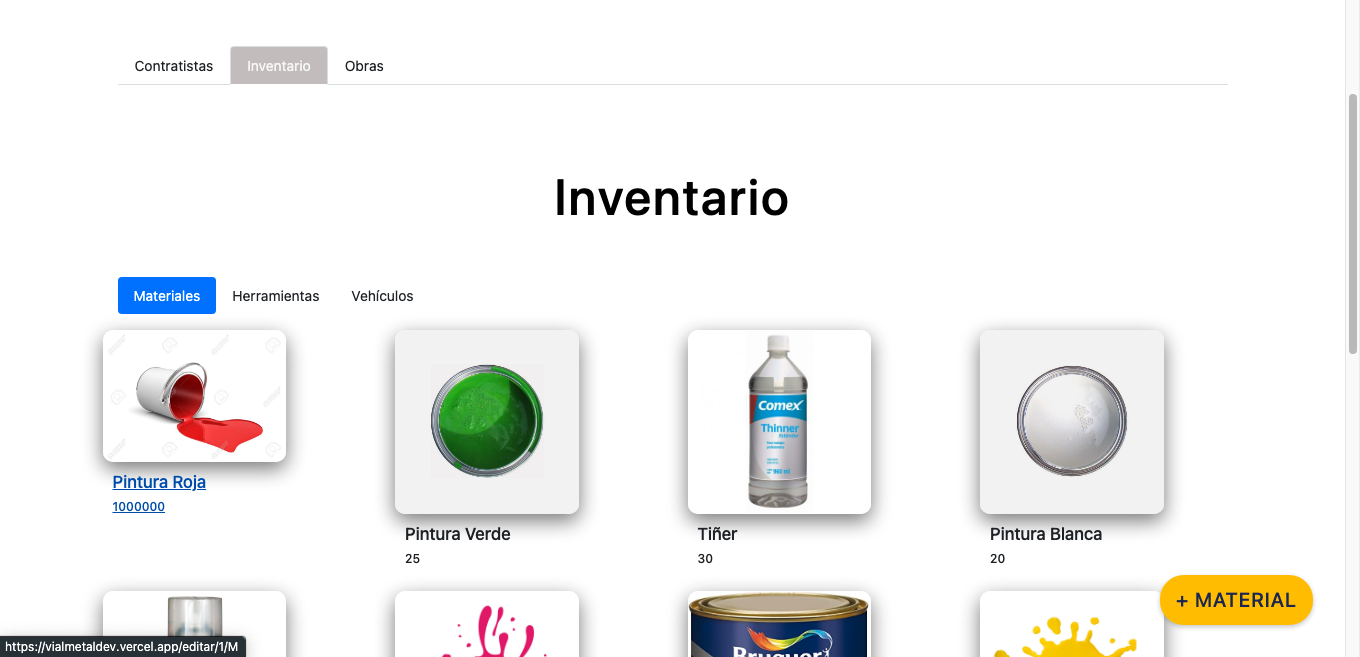 Contratistas Inventario Obras
Inventario
Materiales Herramientas Vehículos
Comex
Thinner
Pintura Roja
1000000
Pintura Verde
25
Tiñer
30
Pintura Blanca
20
+ MATERIAL
Bruguer
https://vialmetaldev.vercel.app/editar/1/M